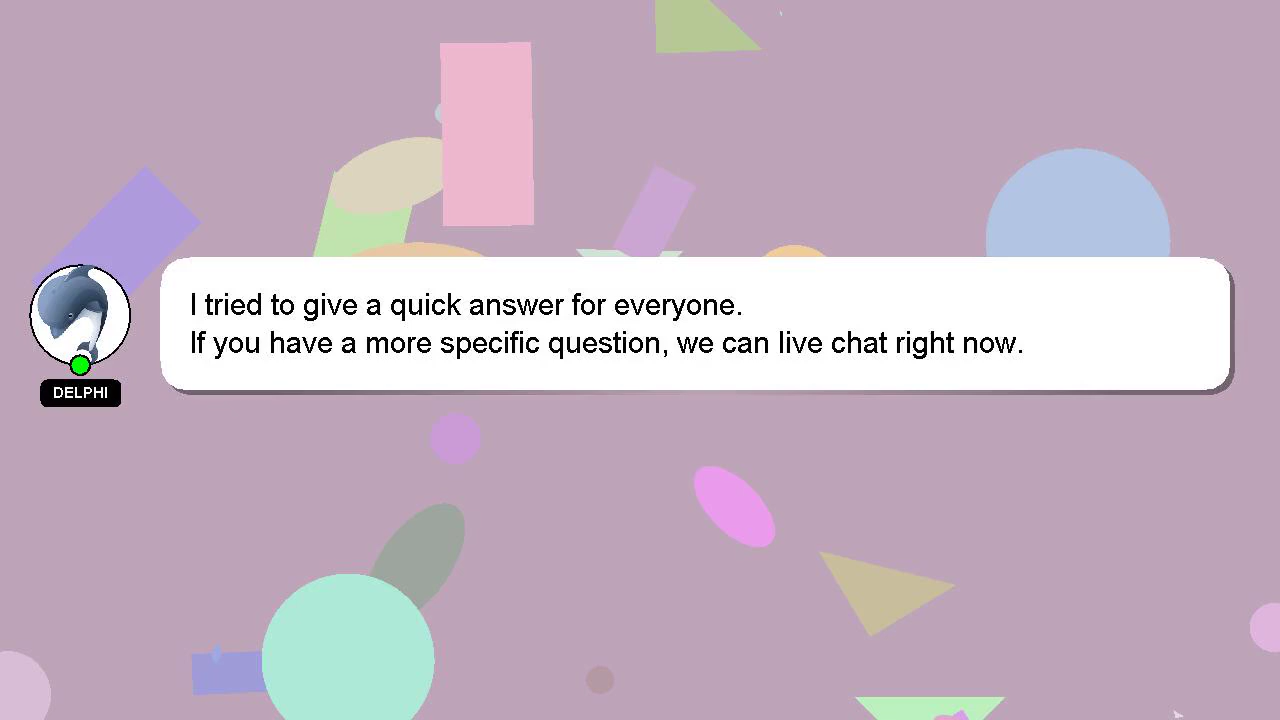 I tried to give a quick answer for everyone.
If you have a more specific question, we can live chat right now.
DELPHI